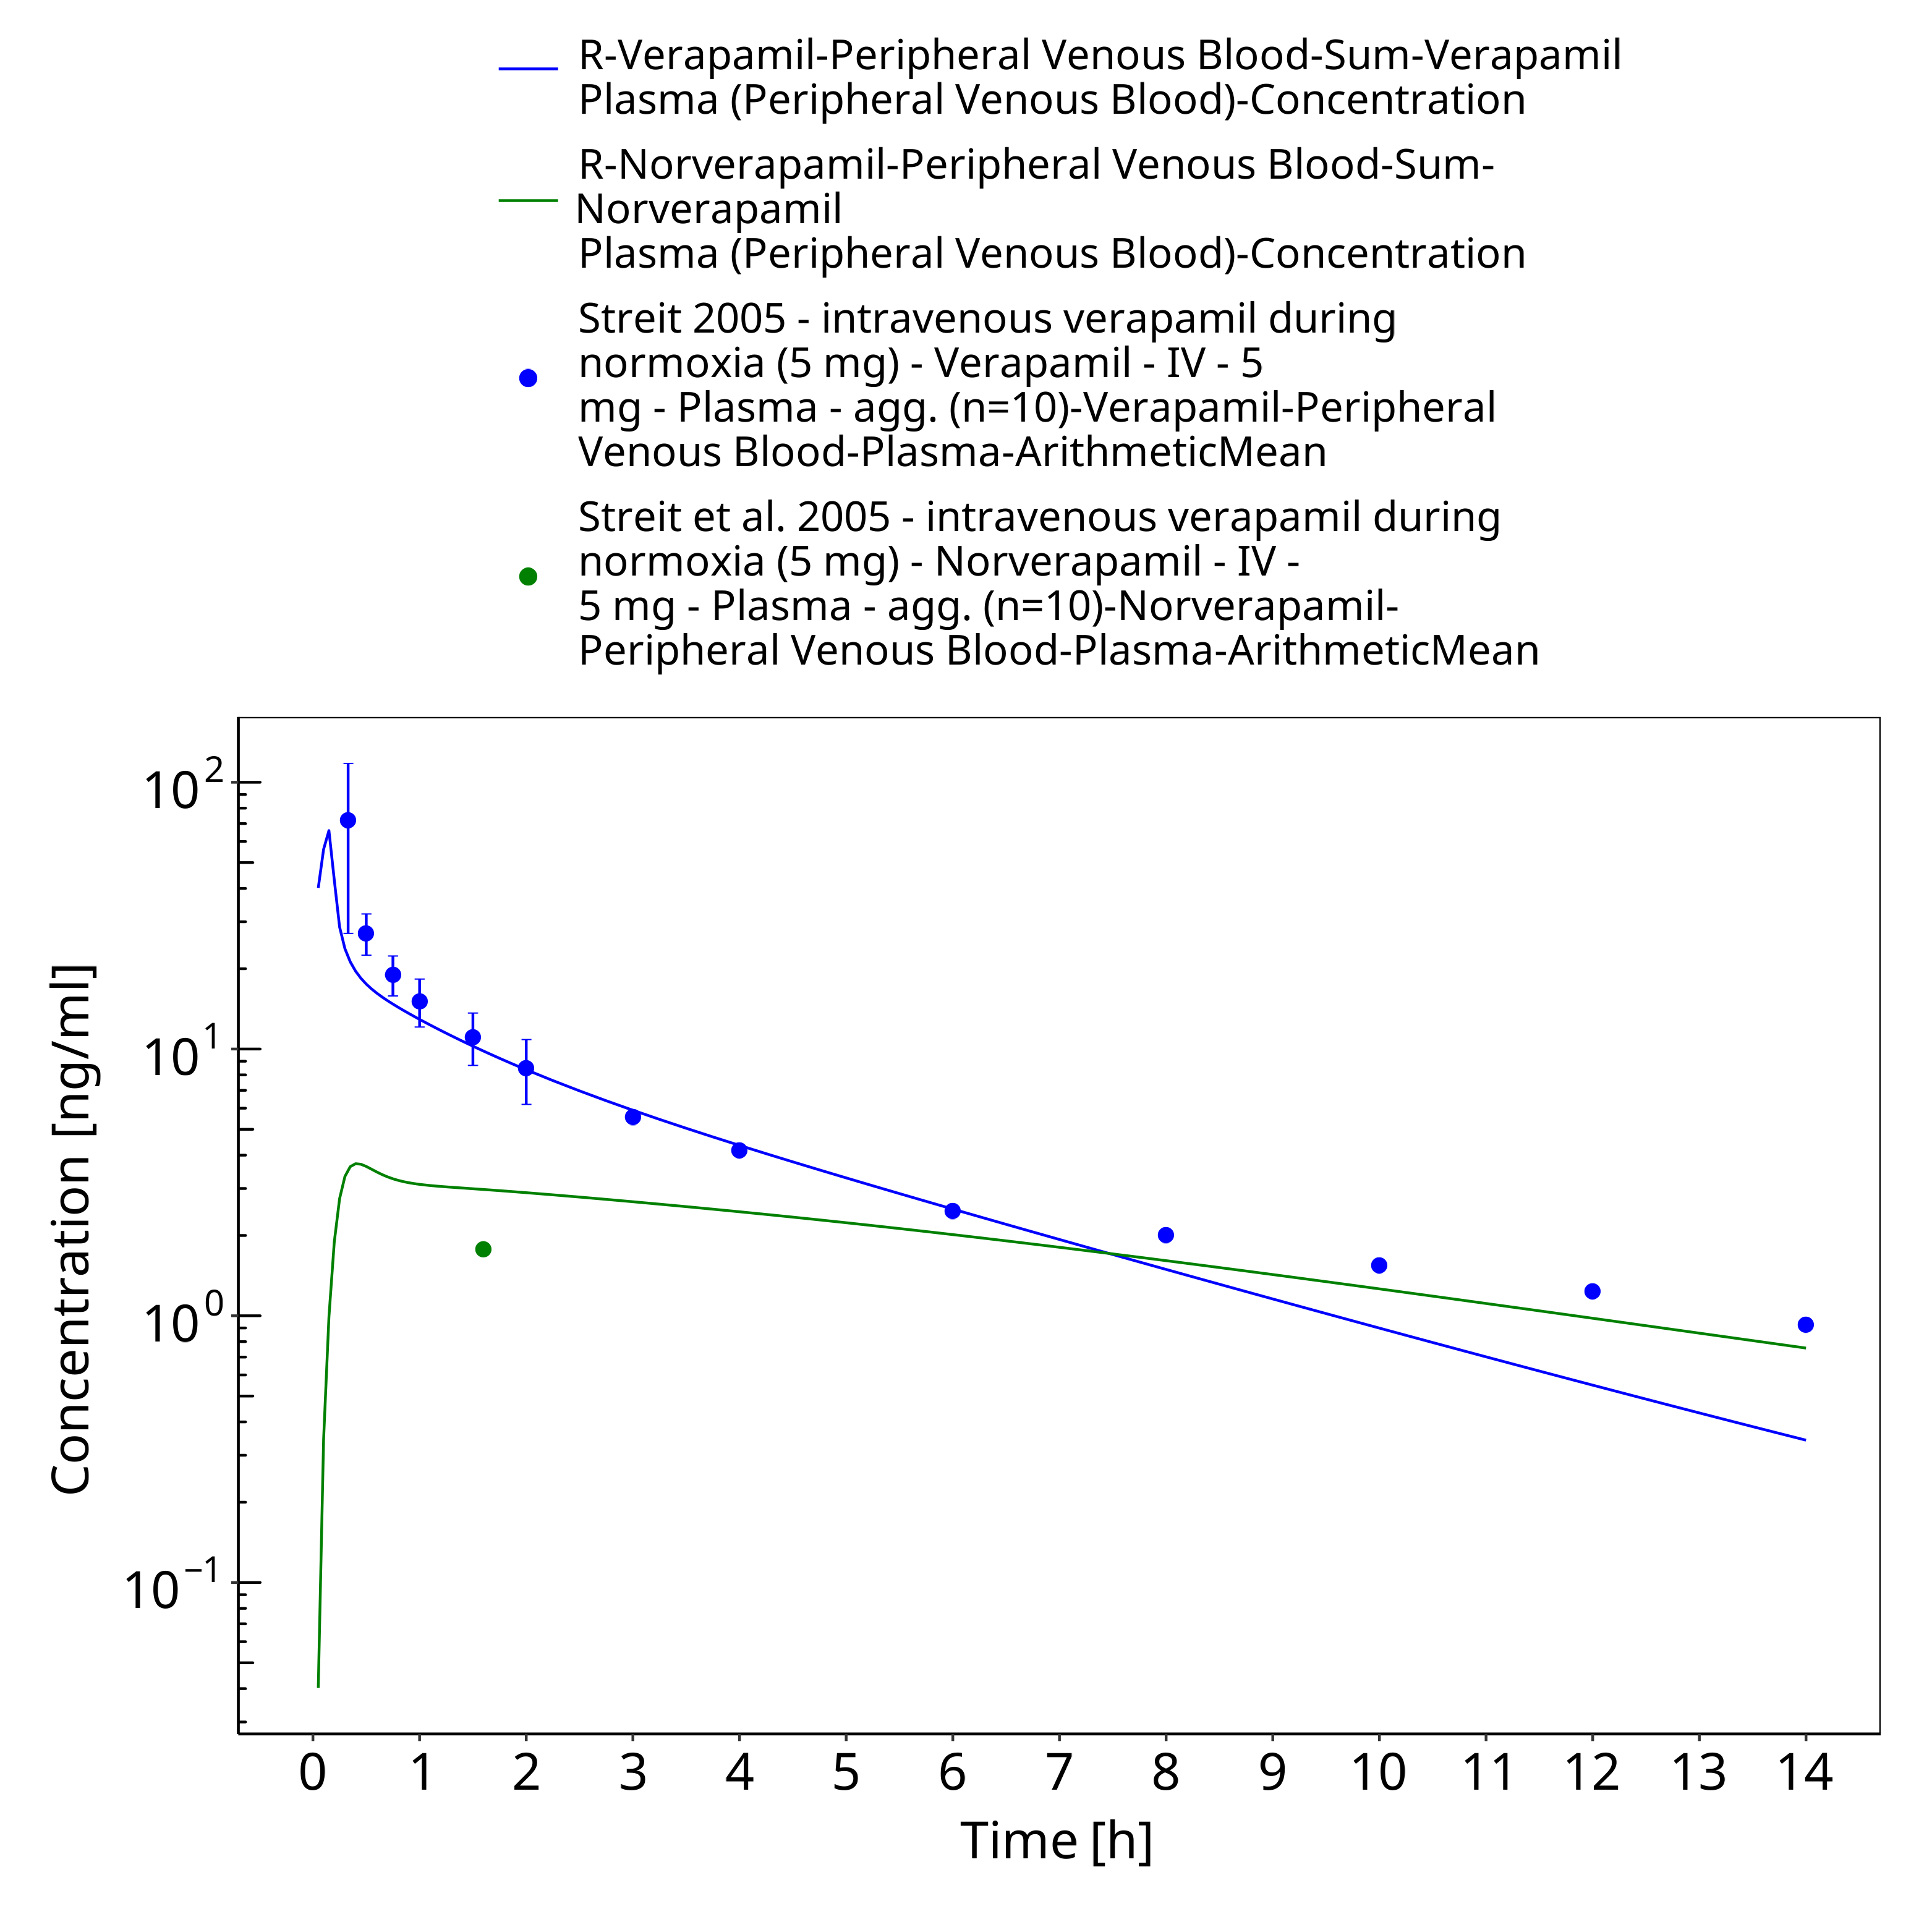 R-Verapamil-Peripheral Venous Blood-Sum-Verapamil
Plasma (Peripheral Venous Blood)-Concentration
R-Norverapamil-Peripheral Venous Blood-Sum-
Norverapamil
Plasma (Peripheral Venous Blood)-Concentration
Streit 2005 - intravenous verapamil during
normoxia (5 mg) - Verapamil - IV - 5
mg - Plasma - agg. (n=10)-Verapamil-Peripheral
Venous Blood-Plasma-ArithmeticMean
Streit et al. 2005 - intravenous verapamil during
normoxia (5 mg) - Norverapamil - IV -
5 mg - Plasma - agg. (n=10)-Norverapamil-
Peripheral Venous Blood-Plasma-ArithmeticMean
Concentration [ng/ml]
10^2
10^1
10^0
10^−1
0 1 2 3 4 5 6 7 8 9 10 11 12 13 14
Time [h]